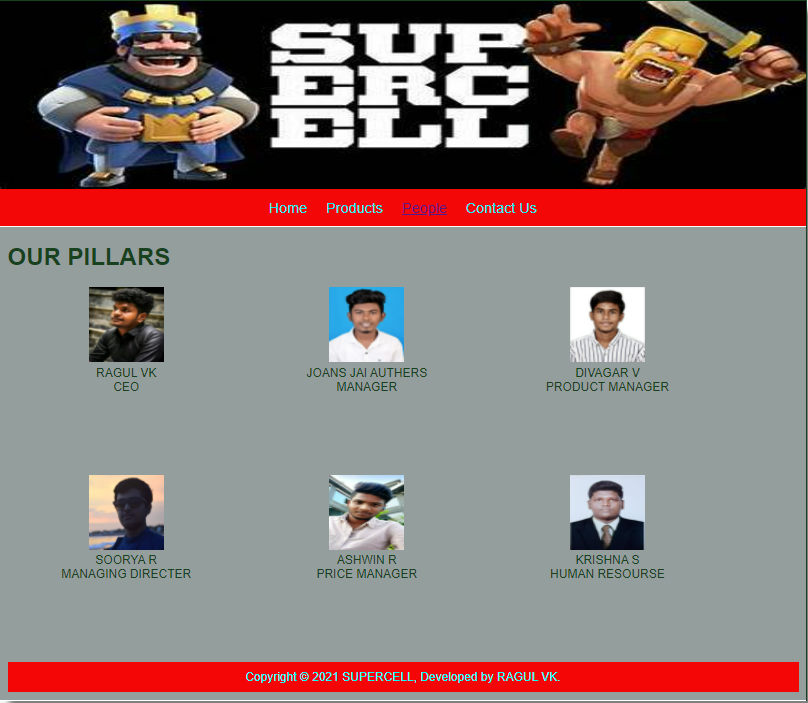 SUP
ERC
ELL
Home Products People Contact Us
OUR PILLARS
RAGUL VK
CEO
JOANS JAI AUTHERS
MANAGER
DIVAGAR V
PRODUCT MANAGER
SOORYA R
MANAGING DIRECTER
ASHWIN R
PRICE MANAGER
KRISHNA S
HUMAN RESOURSE
Copyright © 2021 SUPERCELL, Developed by RAGUL VK.